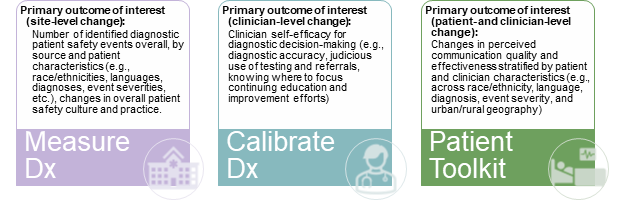 Primary outcome of interest
(site-level change):
Number of identified diagnostic
patient safety events overall, by
source and patient
characteristics (e.g.,
race/ethnicities, languages,
diagnoses, event severities,
etc.), changes in overall patient
safety culture and practice.
Measure
Dx
Primary outcome of interest
(clinician-level change):
Clinician self-efficacy for
diagnostic decision-making (e.g.,
diagnostic accuracy, judicious
use of testing and referrals,
knowing where to focus
continuing education and
improvement efforts)
Calibrate
Dx
Primary outcome of interest
(patient-and clinician-level
change):
Changes in perceived
communication quality and
effectiveness stratified by patient
and clinician characteristics (e.g.,
across race/ethnicity, language,
diagnosis, event severity, and
urban/rural geography)
Patient
Toolkit